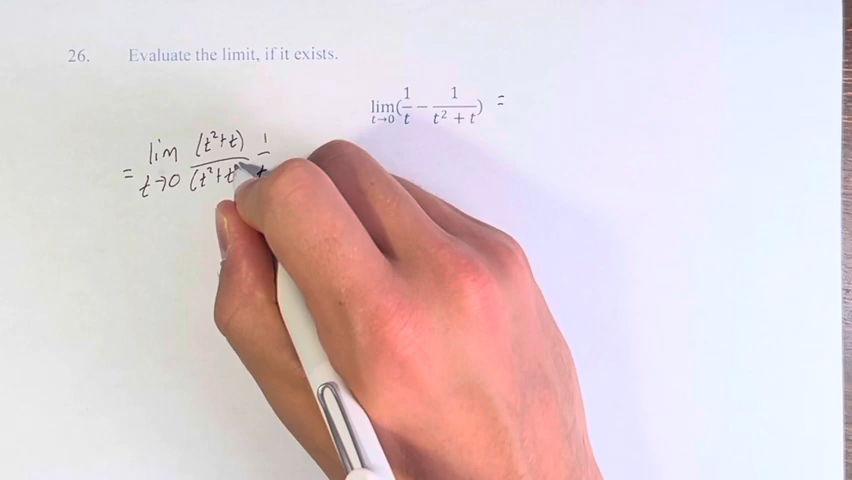 26. Evaluate the limit, if it exists.
lim t→0 (1/t − 1/(t² + t)) =
= lim t→0 (t²+t)/(t²+t 1/t